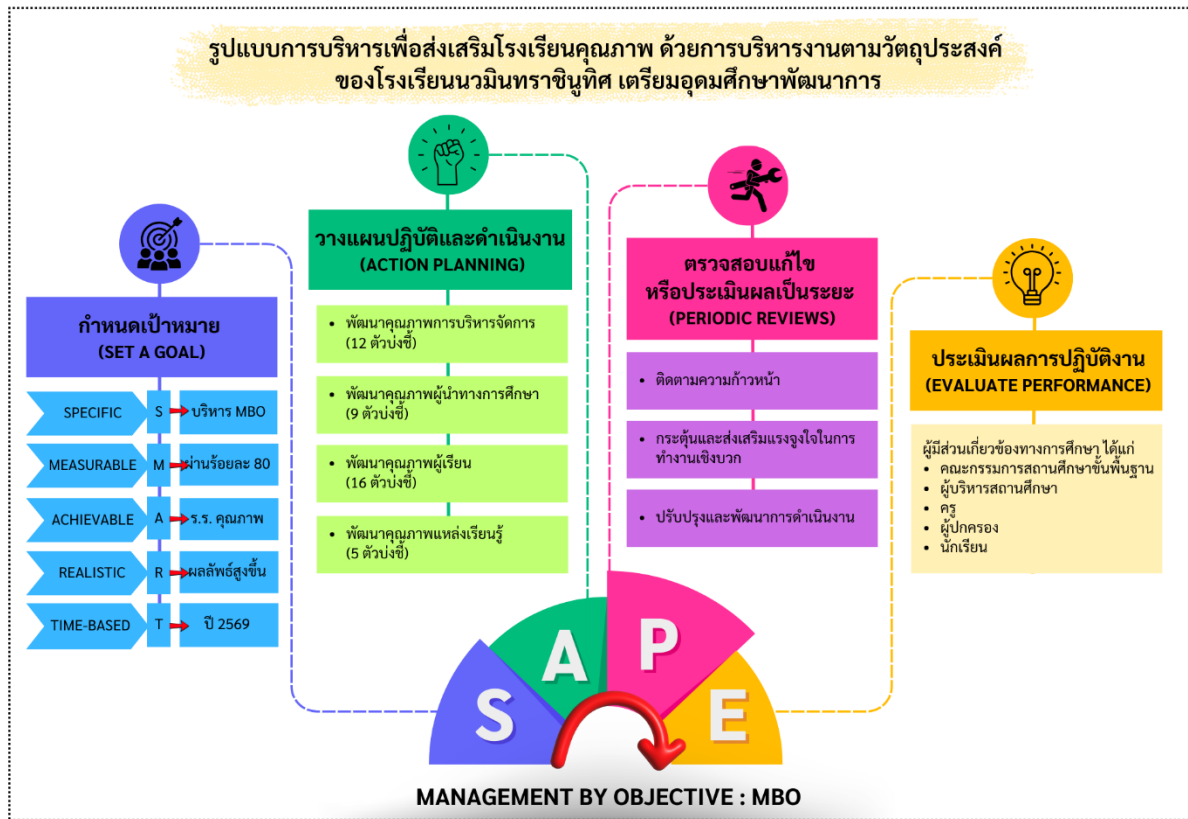 รูปแบบการบริหารเพื่อส่งเสริมโรงเรียนคุณภาพ ด้วยการบริหารงานตามวัตถุประสงค์
ของโรงเรียนนวมินทราชินูทิศ เตรียมอุดมศึกษาพัฒนาการ
กำหนดเป้าหมาย
(SET A GOAL)
SPECIFIC S บริหาร MBO
MEASURABLE M ผ่านร้อยละ 80
ACHIEVABLE A ร.ร. คุณภาพ
REALISTIC R ผลลัพธ์สูงขึ้น
TIME-BASED T ปี 2569
วางแผนปฏิบัติและดำเนินงาน
(ACTION PLANNING)
• พัฒนาคุณภาพการบริหารจัดการ
(12 ตัวบ่งชี้)
• พัฒนาคุณภาพผู้นำทางการศึกษา
(9 ตัวบ่งชี้)
• พัฒนาคุณภาพผู้เรียน
(16 ตัวบ่งชี้)
• พัฒนาคุณภาพแหล่งเรียนรู้
(5 ตัวบ่งชี้)
ตรวจสอบแก้ไข
หรือประเมินผลเป็นระยะ
(PERIODIC REVIEWS)
• ติดตามความก้าวหน้า
• กระตุ้นและส่งเสริมแรงจูงใจในการ
ทำงานเชิงบวก
• ปรับปรุงและพัฒนาการดำเนินงาน
ประเมินผลการปฏิบัติงาน
(EVALUATE PERFORMANCE)
ผู้มีส่วนเกี่ยวข้องทางการศึกษา ได้แก่
• คณะกรรมการสถานศึกษาขั้นพื้นฐาน
• ผู้บริหารสถานศึกษา
• ครู
• ผู้ปกครอง
• นักเรียน
S A P E
MANAGEMENT BY OBJECTIVE : MBO